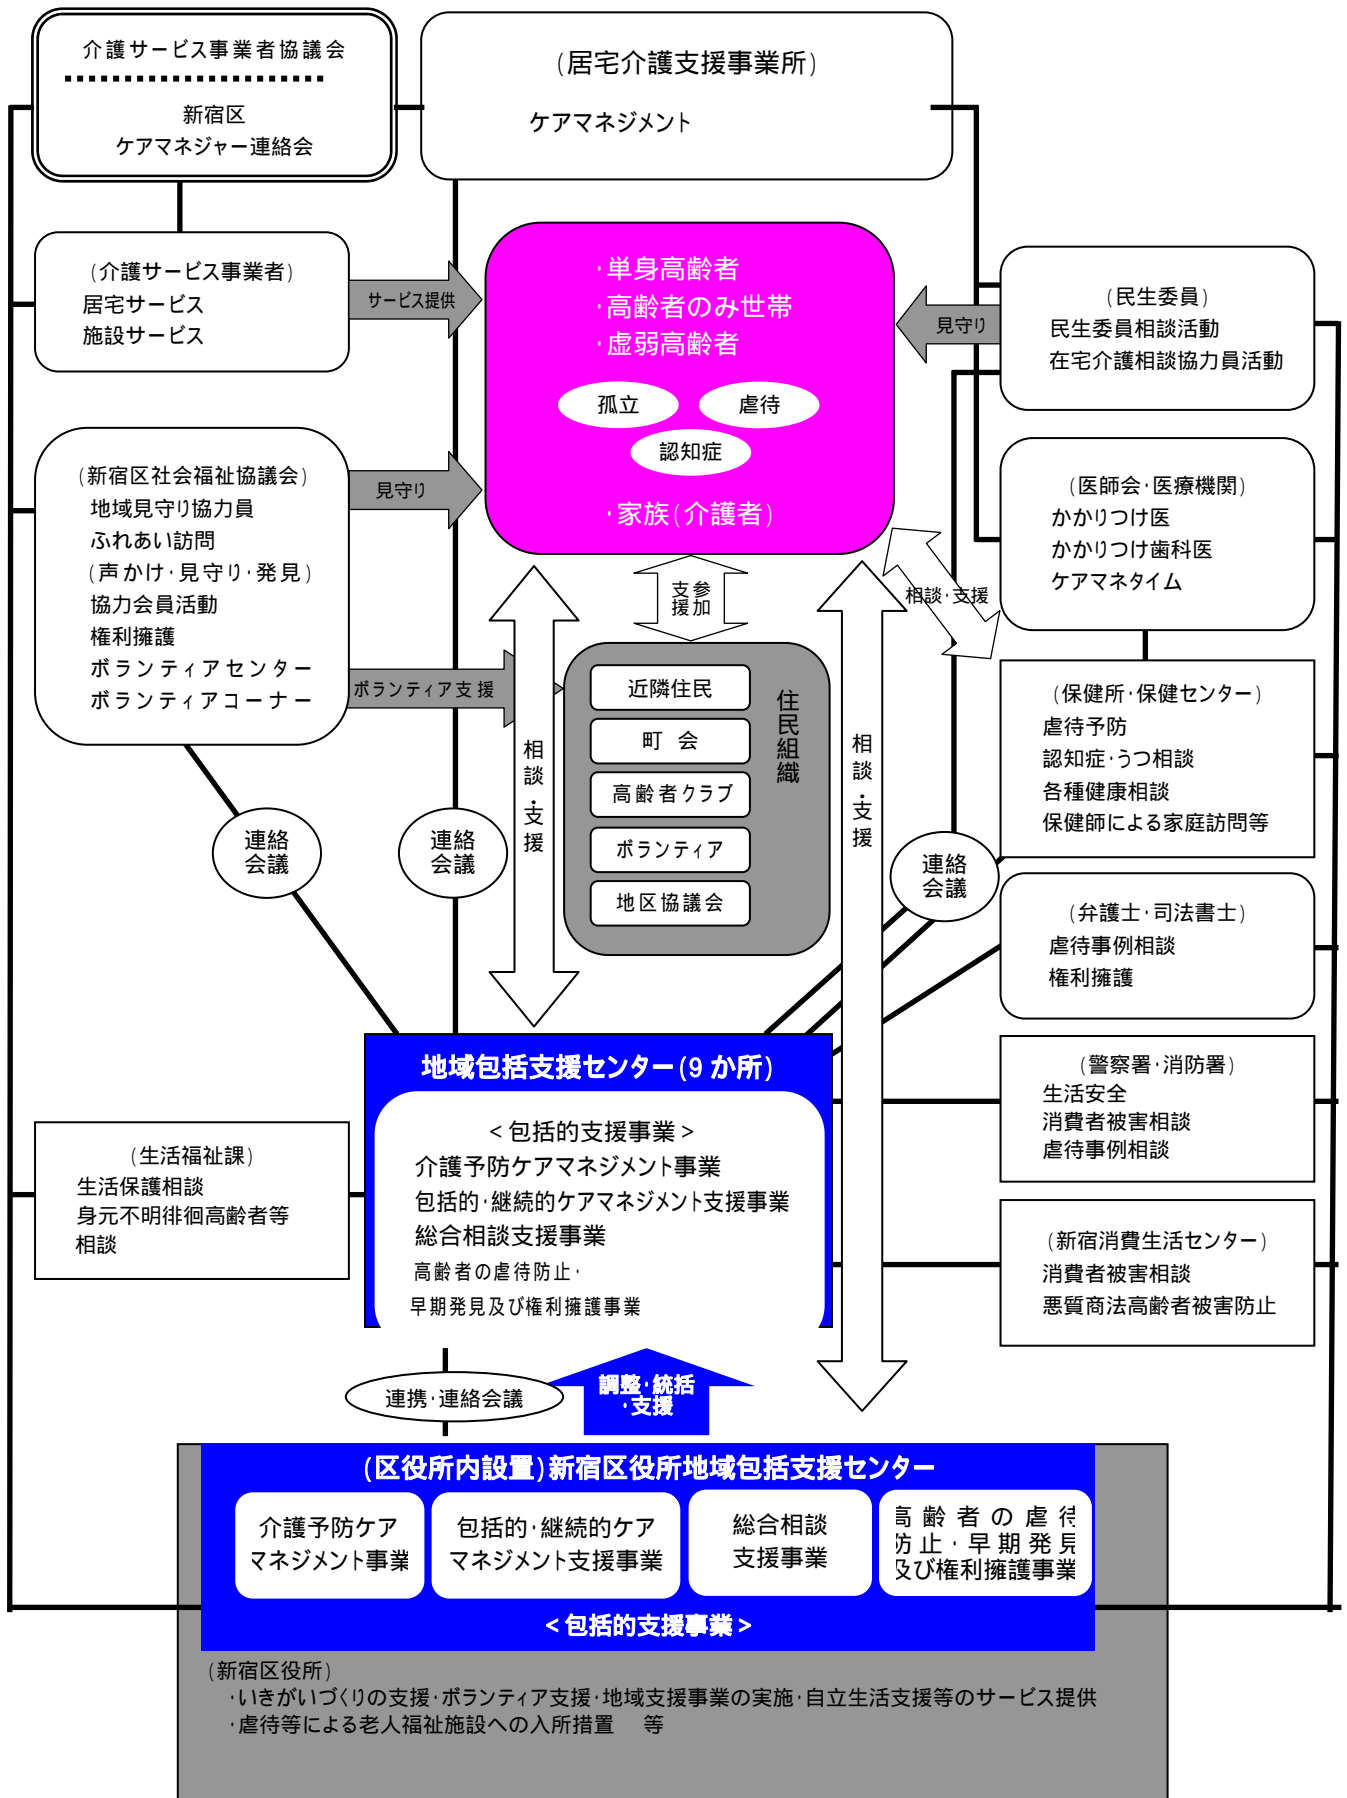 介護サービス事業者協議会
新宿区
ケアマネジャー連絡会
(居宅介護支援事業所)
ケアマネジメント
(介護サービス事業者)
居宅サービス
施設サービス
サービス提供
・単身高齢者
・高齢者のみ世帯
・虚弱高齢者
孤立
虐待
認知症
・家族(介護者)
見守り
(民生委員)
民生委員相談活動
在宅介護相談協力員活動
(新宿区社会福祉協議会)
地域見守り協力員
ふれあい訪問
(声かけ・見守り・発見)
協力会員活動
権利擁護
ボランティアセンター
ボランティアコーナー
見守り
ボランティア支援
(医師会・医療機関)
かかりつけ医
かかりつけ歯科医
ケアマネタイム
相談・支援
参加
支援
住民組織
近隣住民
町 会
高齢者クラブ
ボランティア
地区協議会
相談・支援
相談・支援
(保健所・保健センター)
虐待予防
認知症・うつ相談
各種健康相談
保健師による家庭訪問等
連絡
会議
連絡
会議
連絡
会議
(弁護士・司法書士)
虐待事例相談
権利擁護
(警察署・消防署)
生活安全
消費者被害相談
虐待事例相談
(新宿消費生活センター)
消費者被害相談
悪質商法高齢者被害防止
(生活福祉課)
生活保護相談
身元不明徘徊高齢者等
相談
地域包括支援センター(9か所)
<包括的支援事業>
介護予防ケアマネジメント事業
包括的・継続的ケアマネジメント支援事業
総合相談支援事業
高齢者の虐待防止・
早期発見及び権利擁護事業
連携・連絡会議
調整・統括
・支援
(区役所内設置)新宿区役所地域包括支援センター
介護予防ケア
マネジメント事業
包括的・継続的ケア
マネジメント支援事業
総合相談
支援事業
高齢者の虐待
防止・早期発見
及び権利擁護事業
<包括的支援事業>
(新宿区役所)
・いきがいづくりの支援・ボランティア支援・地域支援事業の実施・自立生活支援等のサービス提供
・虐待等による老人福祉施設への入所措置 等